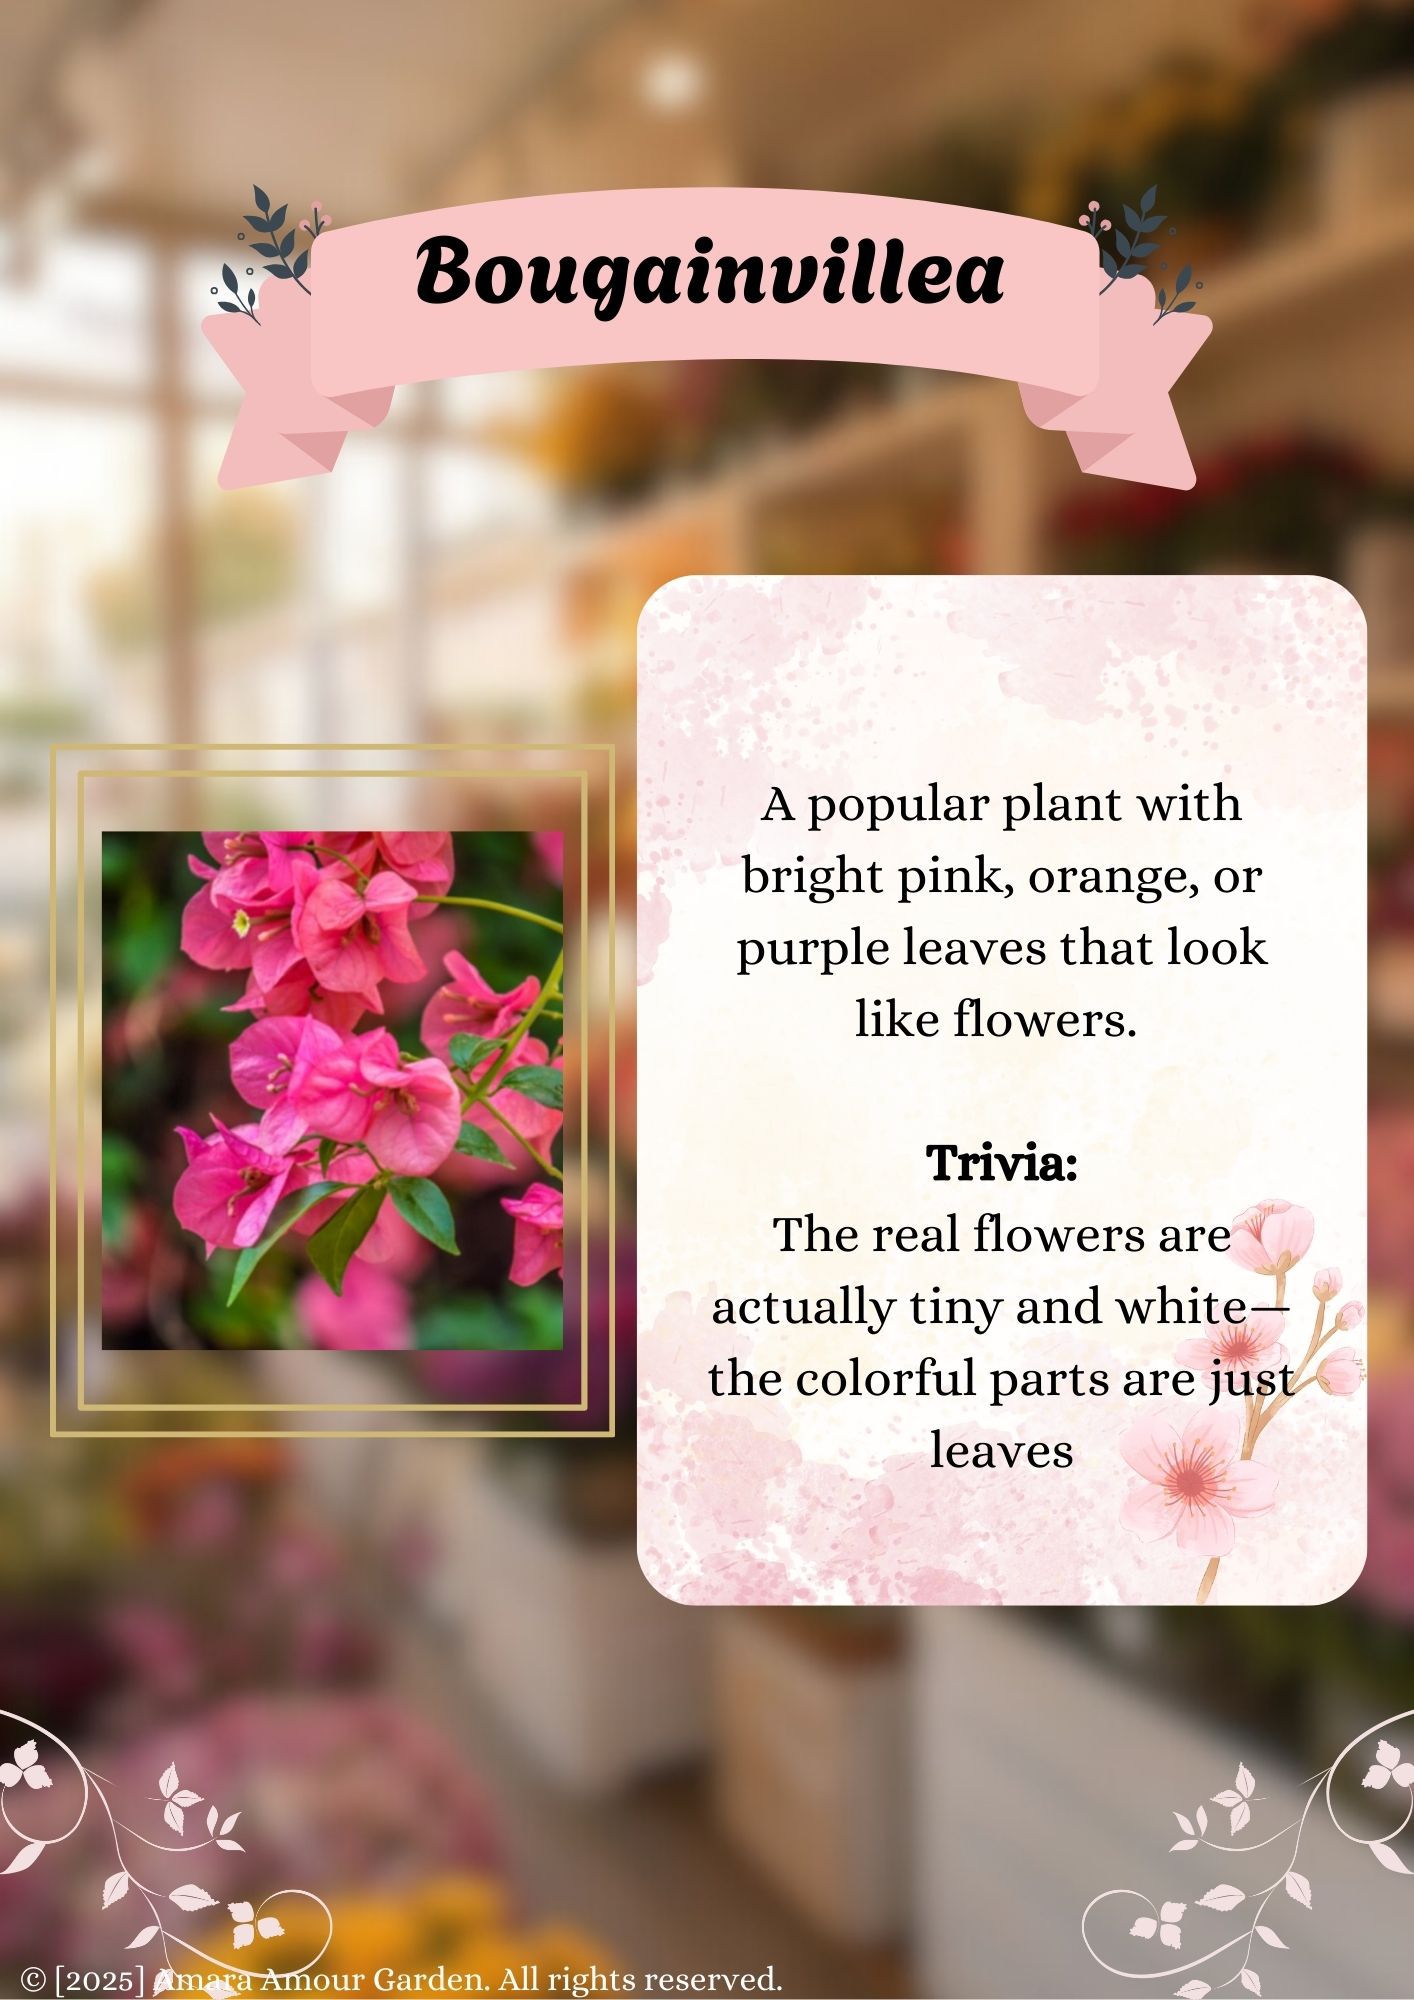 Bougainvillea
A popular plant with
bright pink, orange, or
purple leaves that look
like flowers.
Trivia:
The real flowers are
actually tiny and white—
the colorful parts are just
leaves
© [2025] Amara Amour Garden. All rights reserved.